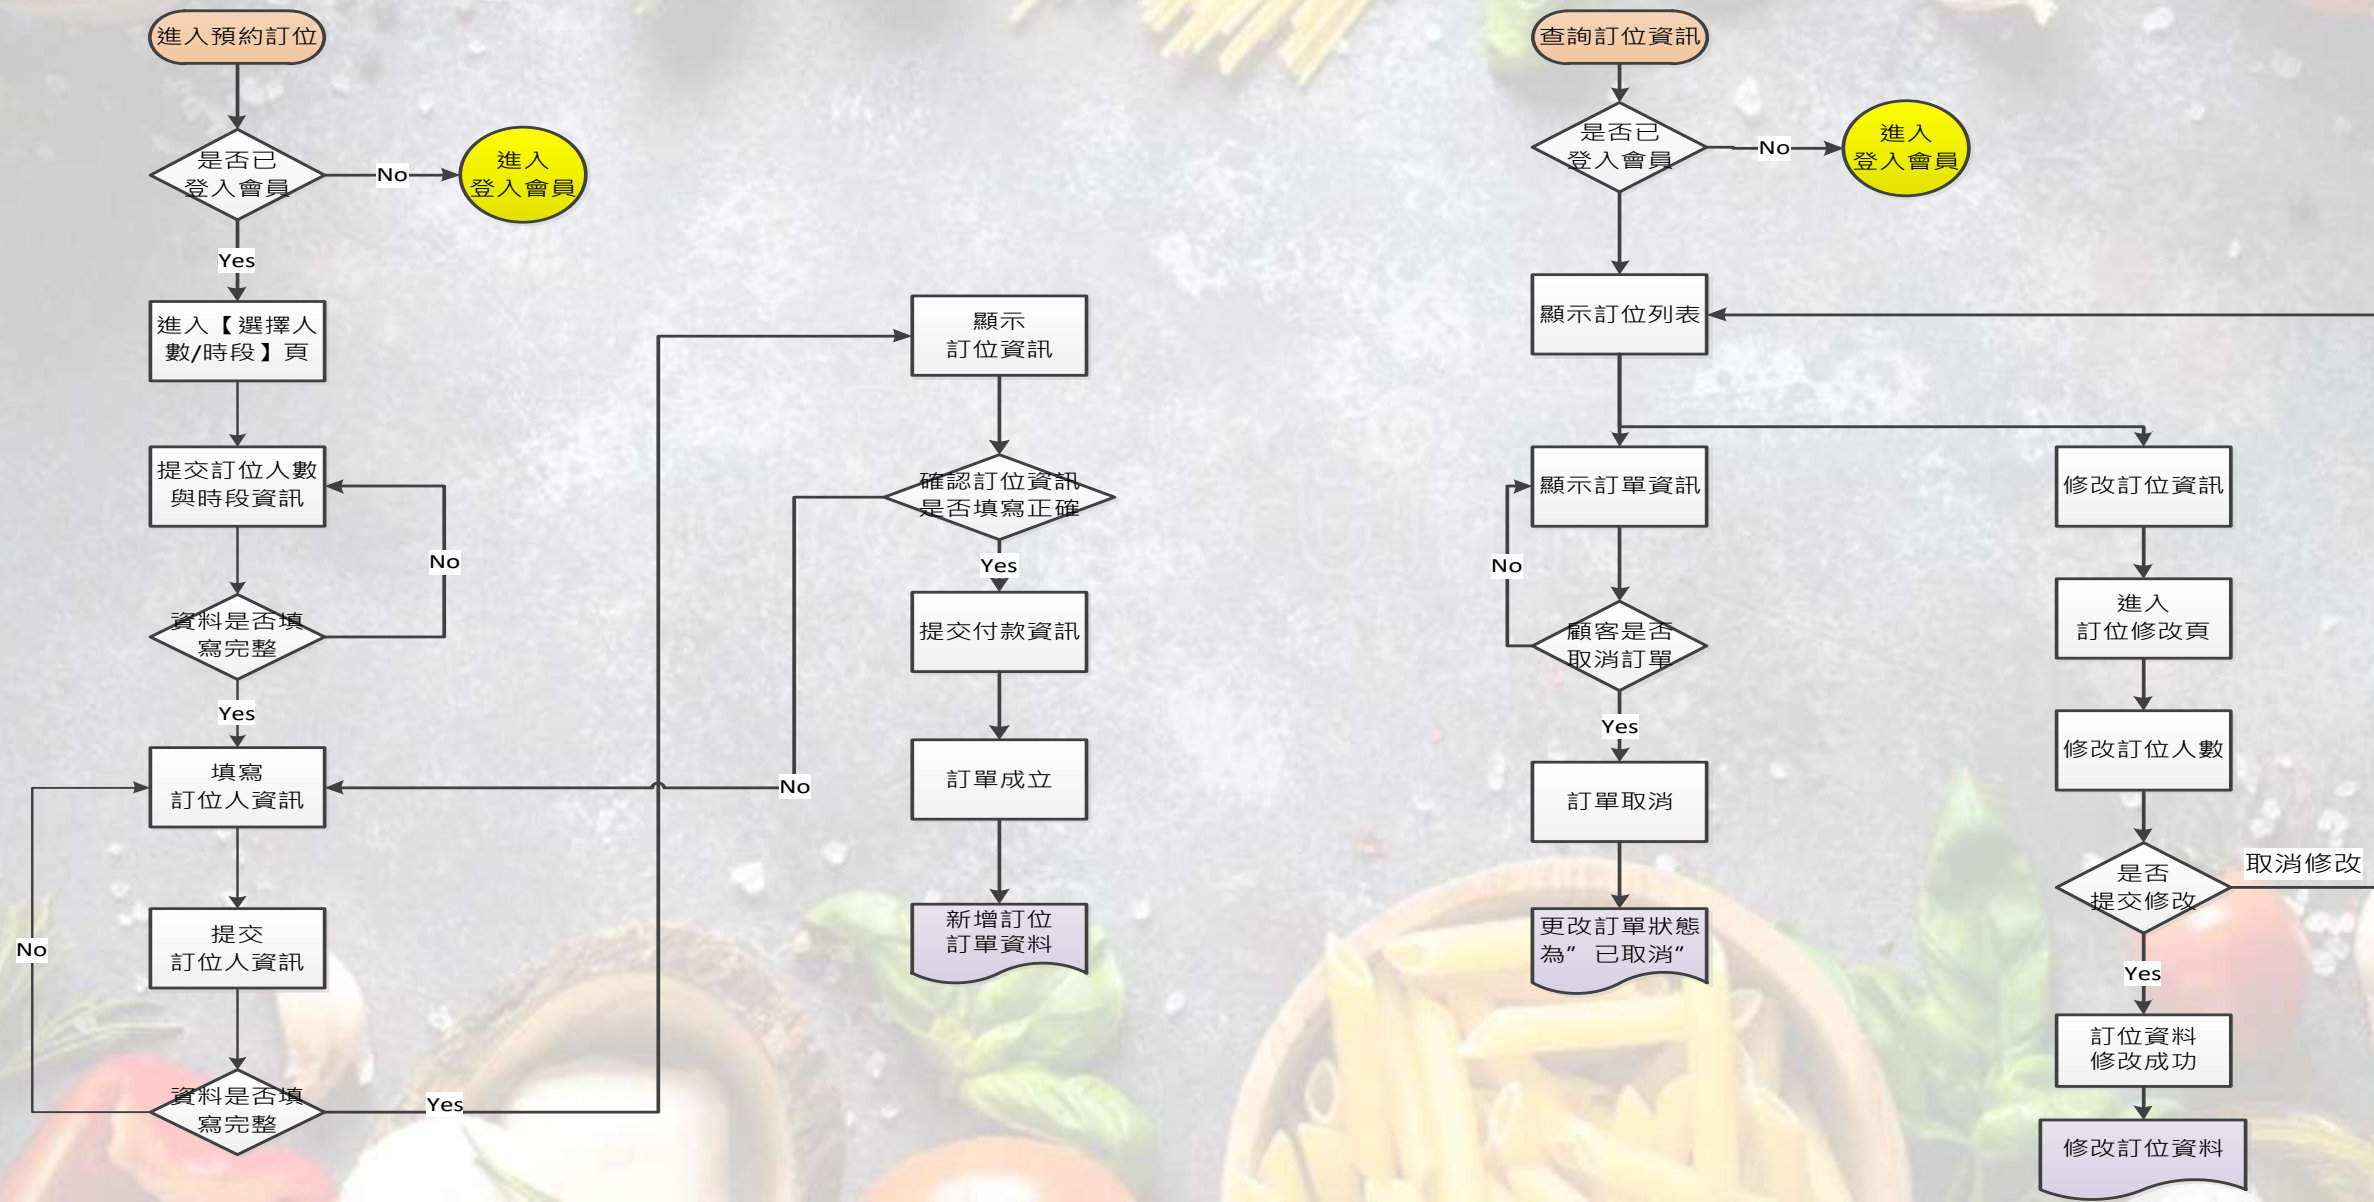 進入預約訂位
是否已
登入會員
No
進入
登入會員
Yes
進入【選擇人
數/時段】頁
提交訂位人數
與時段資訊
No
資料是否填
寫完整
Yes
填寫
訂位人資訊
提交
訂位人資訊
No
資料是否填
寫完整
Yes
顯示
訂位資訊
確認訂位資訊
是否填寫正確
No
Yes
提交付款資訊
訂單成立
新增訂位
訂單資料
查詢訂位資訊
是否已
登入會員
No
進入
登入會員
顯示訂位列表
顯示訂單資訊
No
顧客是否
取消訂單
Yes
訂單取消
更改訂單狀態
為”已取消”
修改訂位資訊
進入
訂位修改頁
修改訂位人數
是否
提交修改
取消修改
Yes
訂位資料
修改成功
修改訂位資料